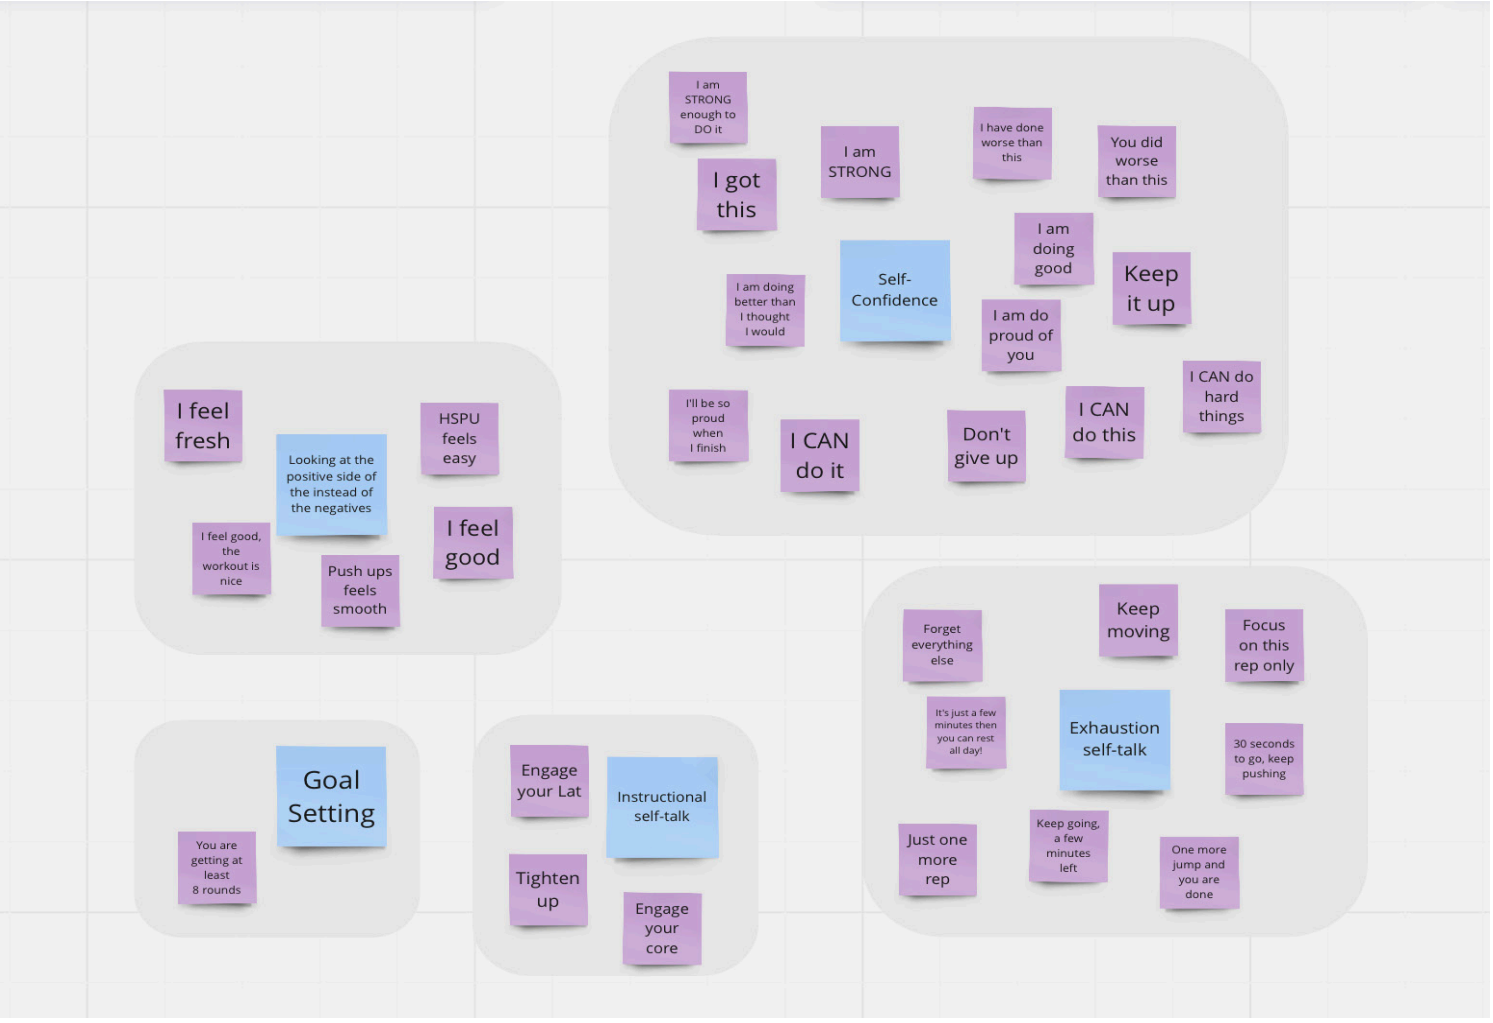 I am
STRONG
enough to
DO it
I got
this
I am
STRONG
I have done
worse than
this
You did
worse
than this
I am
doing
good
Keep
it up
Self-
Confidence
I am doing
better than
I thought
I would
I am do
proud of
you
I'll be so
proud
when
I finish
I CAN
do it
Don't
give up
I CAN
do this
I CAN do
hard
things
I feel
fresh
Looking at the
positive side of
the instead of
the negatives
HSPU
feels
easy
I feel good,
the
workout is
nice
Push ups
feels
smooth
I feel
good
Goal
Setting
You are
getting at
least
8 rounds
Engage
your Lat
Instructional
self-talk
Tighten
up
Engage
your
core
Forget
everything
else
Keep
moving
Focus
on this
rep only
It's just a few
minutes then
you can rest
all day!
Exhaustion
self-talk
30 seconds
to go, keep
pushing
Just one
more
rep
Keep going,
a few
minutes
left
One more
jump and
you are
done